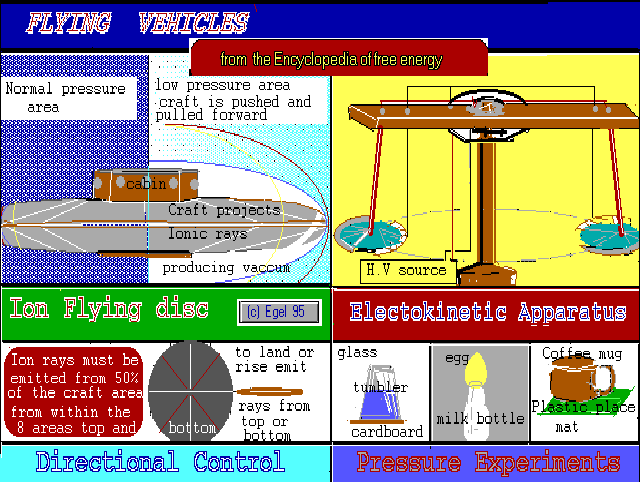 FLYING VEHICLES
from the Encyclopedia of free energy
Normal pressure
area
low pressure area
craft is pushed and
pulled forward
cabin
Craft projects
Ionic rays
producing vaccum
H.V source
Ion Flying disc
(c) Egel 95
Electokinetic Apparatus
Ion rays must be
emitted from 50%
of the craft area
from within the
8 areas top and
bottom
to land or
rise emit
rays from
top or
bottom
glass
tumbler
cardboard
egg
milk bottle
Coffee mug
Plastic place
mat
Directional Control
Pressure Experiments